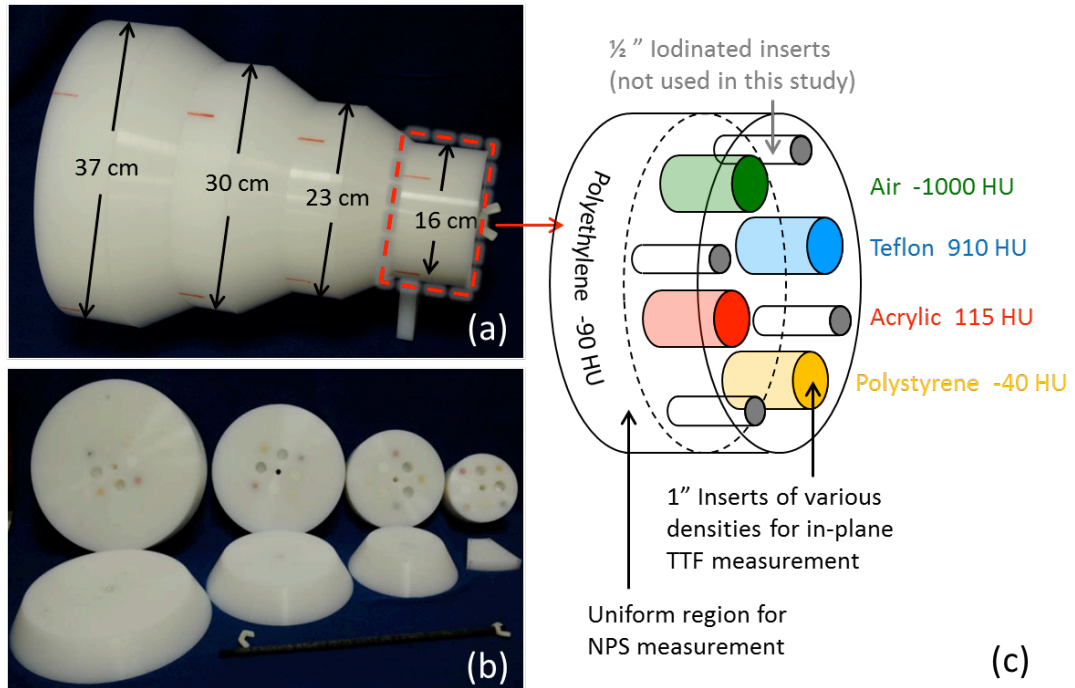 37 cm
30 cm
23 cm
16 cm
(a)
(b)
½ ” Iodinated inserts
(not used in this study)
Polyethylene -90 HU
Air -1000 HU
Teflon 910 HU
Acrylic 115 HU
Polystyrene -40 HU
1” Inserts of various
densities for in-plane
TTF measurement
Uniform region for
NPS measurement
(c)